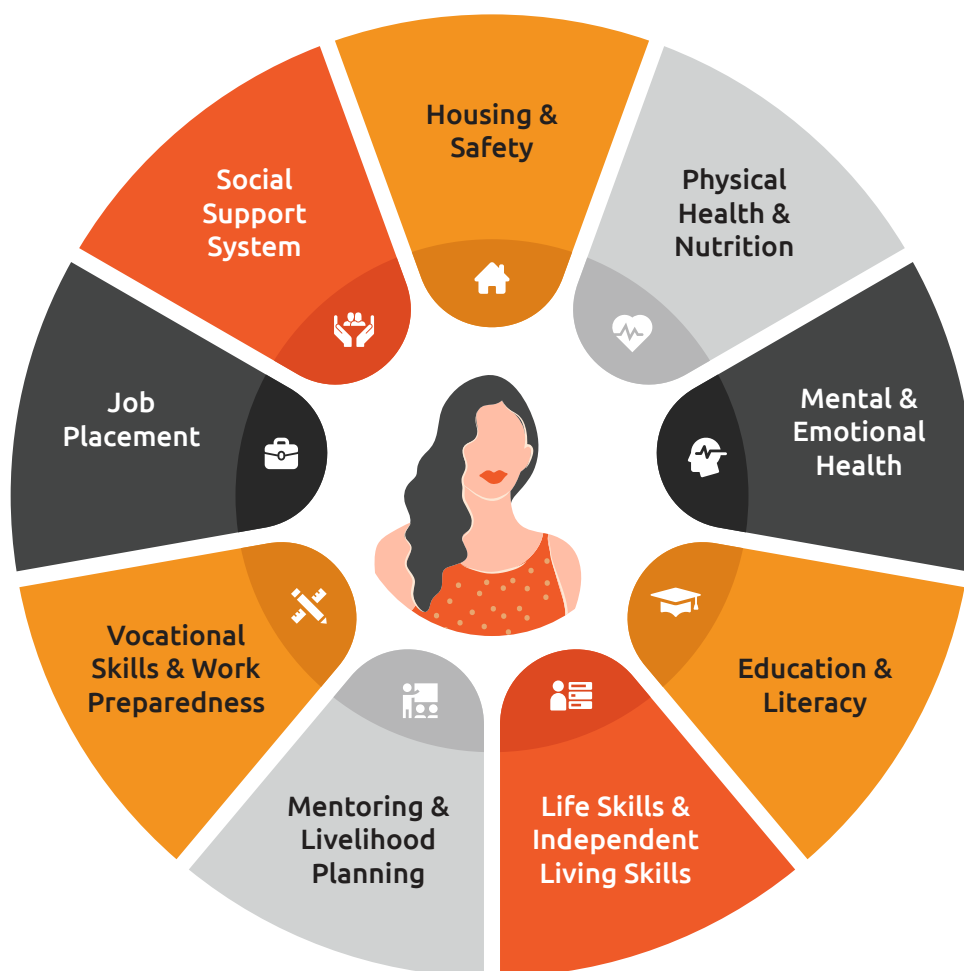 Housing &
Safety
Physical
Health &
Nutrition
Mental &
Emotional
Health
Education &
Literacy
Life Skills &
Independent
Living Skills
Mentoring &
Livelihood
Planning
Vocational
Skills & Work
Preparedness
Job
Placement
Social
Support
System